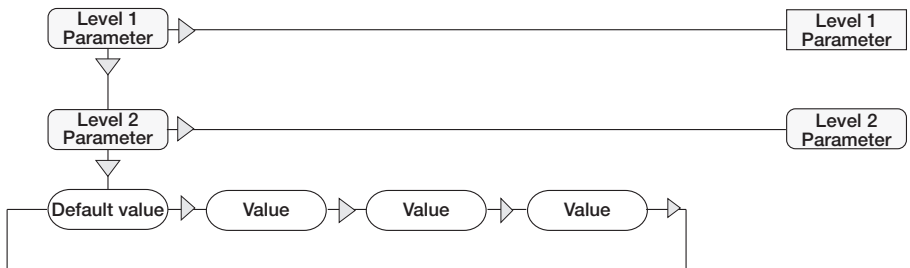 Level 1
Parameter
Level 1
Parameter
Level 2
Parameter
Level 2
Parameter
Default value
Value
Value
Value